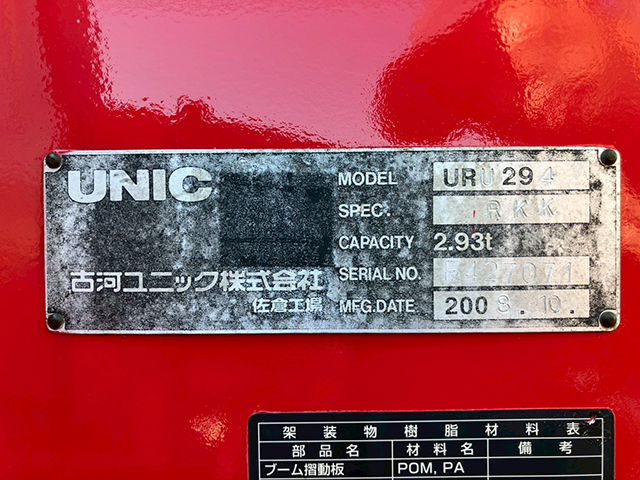 UNIC
MODEL URU294
SPEC. RKK
CAPACITY 2.93t
古河ユニック株式会社
佐倉工場
SERIAL NO.
MFG.DATE 2008.10.
架装物樹脂材料表
部品名 材料名 備考
ブーム摺動板 POM, PA